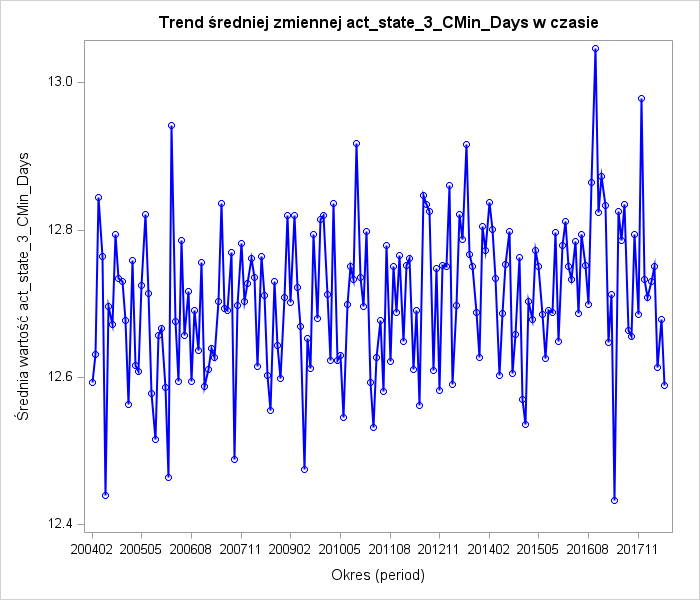 Trend średniej zmiennej act_state_3_CMin_Days w czasie
Średnia wartość act_state_3_CMin_Days
13.0
12.8
12.6
12.4
200402 200505 200608 200711 200902 201005 201108 201211 201402 201505 201608 201711
Okres (period)